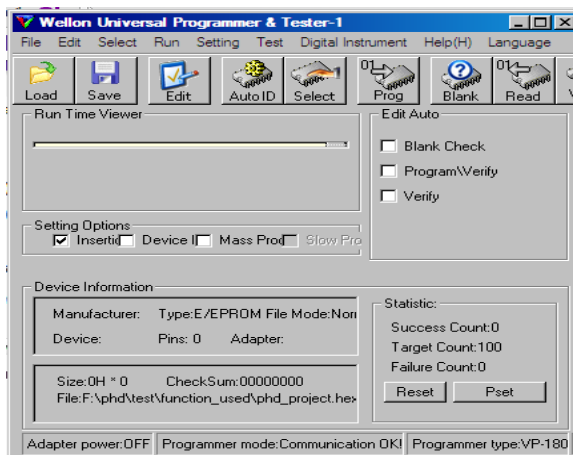 Wellon Universal Programmer & Tester-1
File Edit Select Run Setting Test Digital Instrument Help(H) Language
Load Save Edit AutoID Select Prog Blank Read
Run Time Viewer
Edit Auto
Blank Check
Program\Verify
Verify
Setting Options
Insertic Device I Mass Prod Slow Pro
Device Information
Manufacturer: Type:E/EPROM File Mode:Nor
Device: Pins: 0 Adapter:
Size:0H * 0 CheckSum:00000000
File:F:\phd\test\function_used\phd_project.hex
Statistic:
Success Count:0
Target Count:100
Failure Count:0
Reset Pset
Adapter power:OFF Programmer mode:Communication OK! Programmer type:VP-180